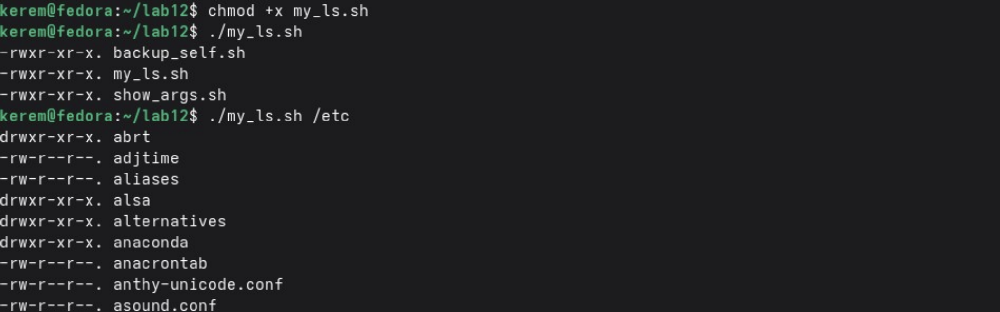 kerem@fedora:~/lab12$ chmod +x my_ls.sh
kerem@fedora:~/lab12$ ./my_ls.sh
-rwxr-xr-x. backup_self.sh
-rwxr-xr-x. my_ls.sh
-rwxr-xr-x. show_args.sh
kerem@fedora:~/lab12$ ./my_ls.sh /etc
drwxr-xr-x. abrt
-rw-r--r--. adjtime
-rw-r--r--. aliases
drwxr-xr-x. alsa
drwxr-xr-x. alternatives
drwxr-xr-x. anaconda
-rw-r--r--. anacrontab
-rw-r--r--. anthy-unicode.conf
-rw-r--r--. asound.conf